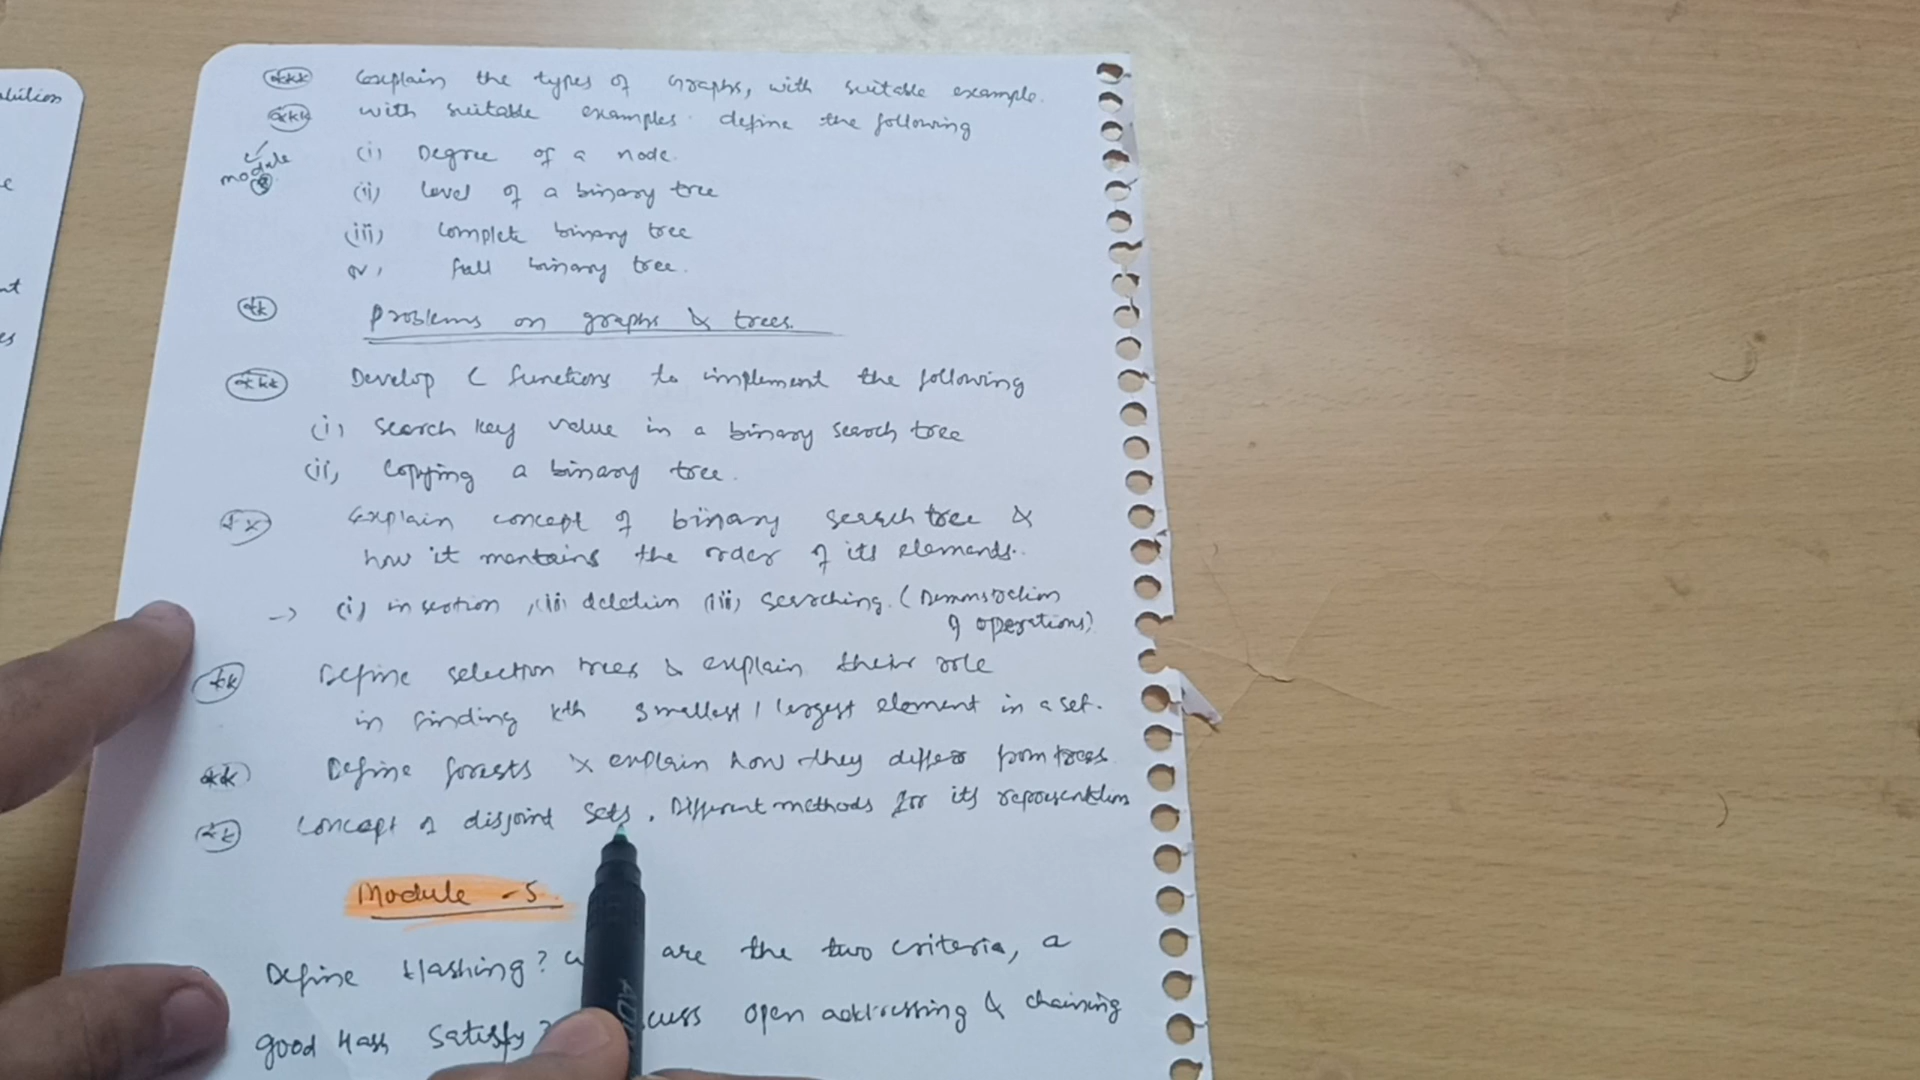 *** Explain the types of Graphs, with suitable example.
*** with suitable examples define the following
module
(i) Degree of a node.
(ii) level of a binary tree
(iii) complete binary tree
full binary tree.
Problems on graphs & trees.
*** Develop C functions to implement the following
(i) search key value in a binary search tree
(ii) Copying a binary tree.
** Explain concept of binary search tree &
how it mentains the order of its elements.
→ (i) insertion, (ii) deletion (iii) searching. (Demonstration
of operations)
** Define selection trees & explain their role
in finding kth smallest / largest element in a set.
** Define forests & explain how they differ from trees
** concept of disjoint sets. Different methods for its representation
Module - 5
Define Hashing? are the two criteria, a
good Hash satisfy? cuss open addressing & chaining